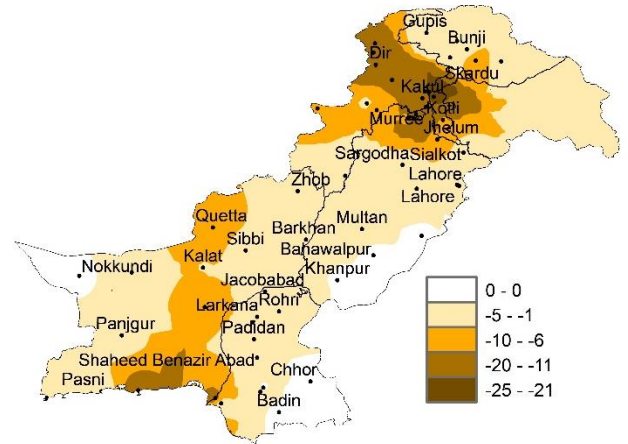 Gupis
Bunji
Dir
Skardu
Kakul
Kotli
Murree
Jhelum
Sargodha
Sialkot
Lahore
Lahore
Zhob
Quetta
Multan
Barkhan
Sibbi
Bahawalpur
Kalat
Khanpur
Nokkundi
Jacobabad
Larkana
Rohri
Panjgur
Padidan
Shaheed Benazir Abad
Pasni
Chhor
Badin
0 - 0
-5 - -1
-10 - -6
-20 - -11
-25 - -21